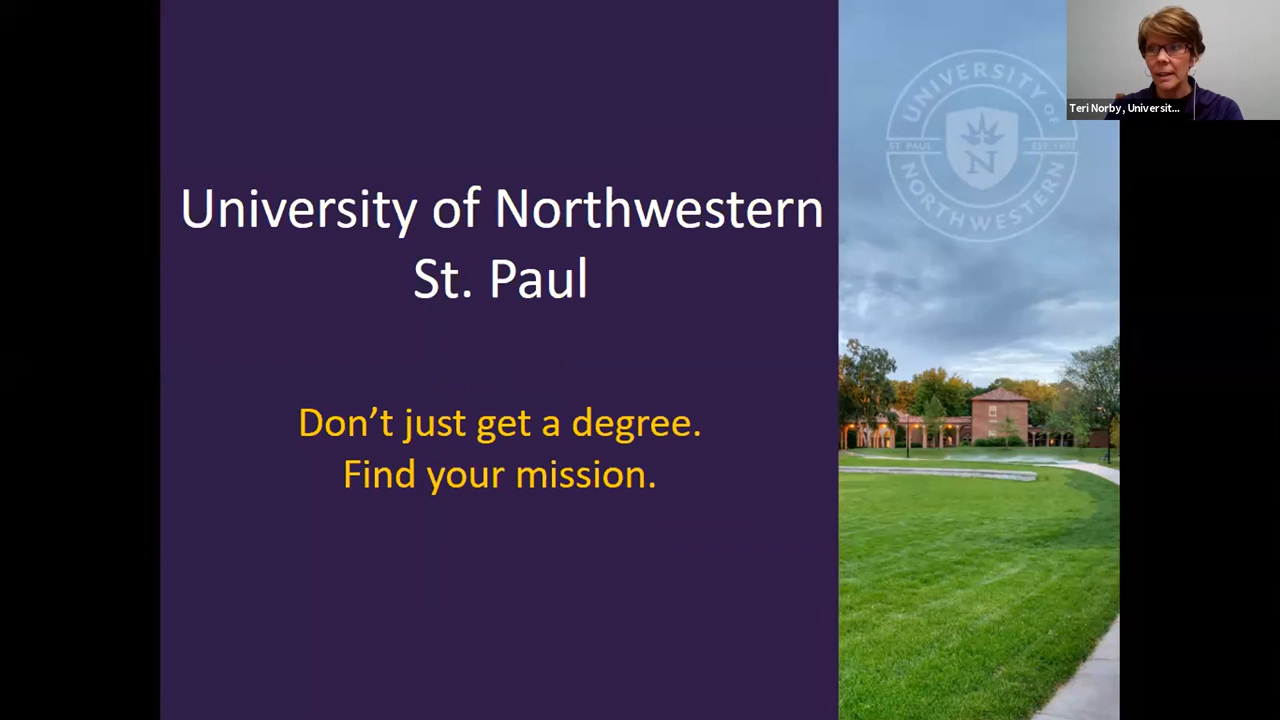 University of Northwestern
St. Paul
Don't just get a degree.
Find your mission.
UNIVERSITY OF
ST. PAUL
EST. 1902
N
NORTHWESTERN
Teri Norby, Universit...